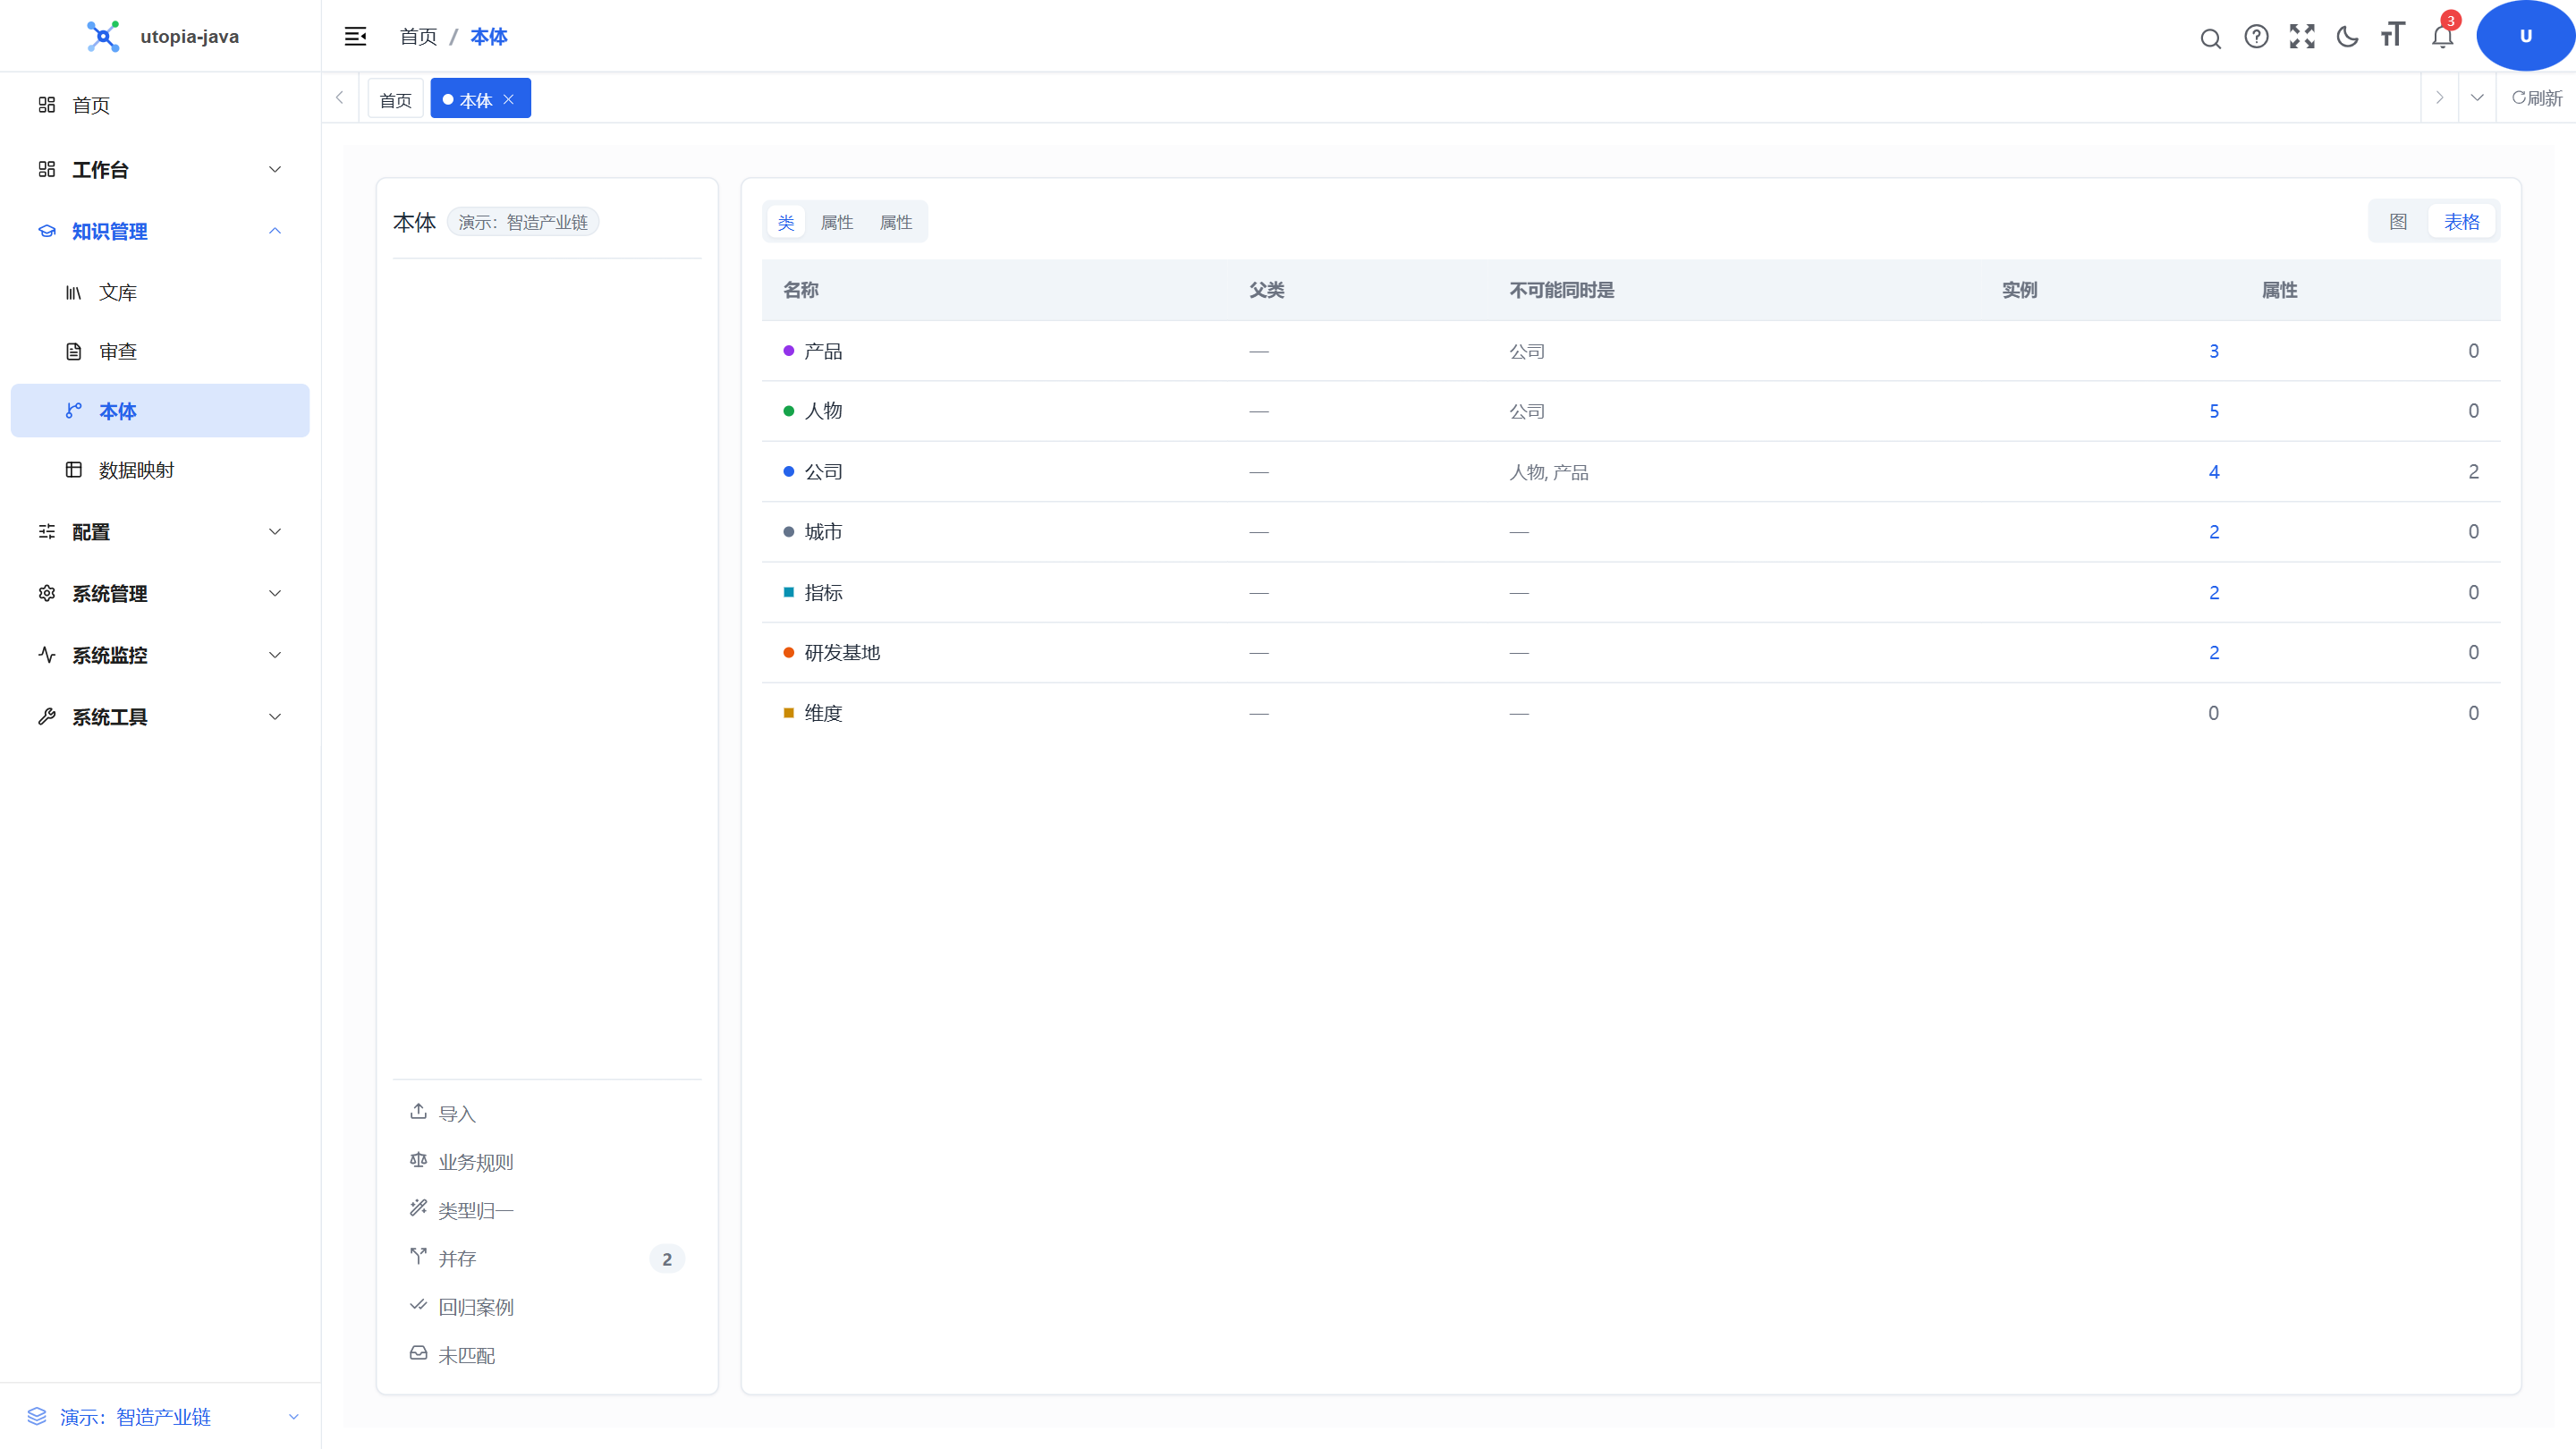 utopia-java
首页 / 本体
3
U
首页
本体
刷新
首页
工作台
知识管理
文库
审查
本体
数据映射
配置
系统管理
系统监控
系统工具
演示：智造产业链
本体 演示：智造产业链
导入
业务规则
类型归一
并存 2
回归案例
未匹配
类 属性 属性
图 表格
名称 父类 不可能同时是 实例 属性
产品 — 公司 3 0
人物 — 公司 5 0
公司 — 人物, 产品 4 2
城市 — — 2 0
指标 — — 2 0
研发基地 — — 2 0
维度 — — 0 0